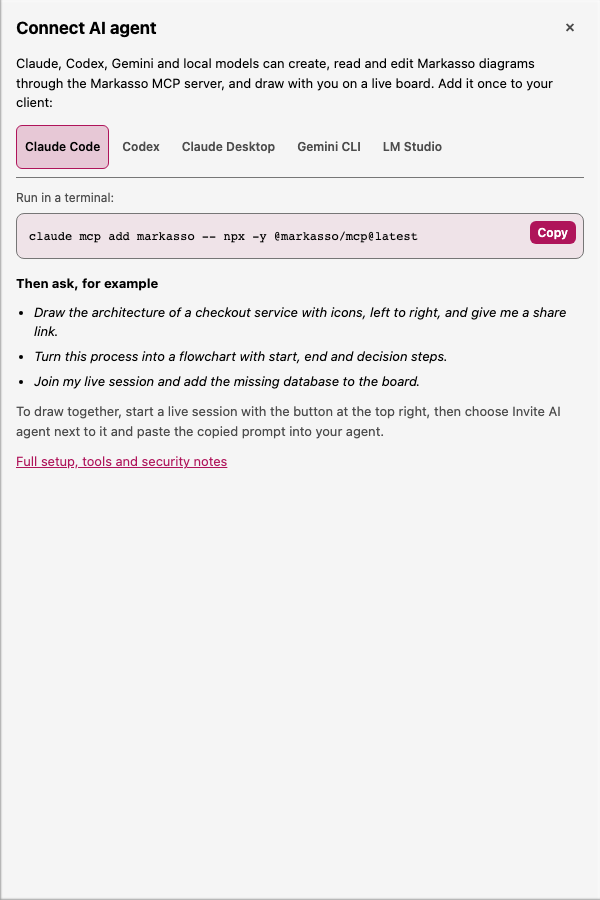 Connect AI agent
×
Claude, Codex, Gemini and local models can create, read and edit Markasso diagrams
through the Markasso MCP server, and draw with you on a live board. Add it once to your
client:
Claude Code Codex Claude Desktop Gemini CLI LM Studio
Run in a terminal:
claude mcp add markasso -- npx -y @markasso/mcp@latest
Copy
Then ask, for example
• Draw the architecture of a checkout service with icons, left to right, and give me a share
link.
• Turn this process into a flowchart with start, end and decision steps.
• Join my live session and add the missing database to the board.
To draw together, start a live session with the button at the top right, then choose Invite AI
agent next to it and paste the copied prompt into your agent.
Full setup, tools and security notes